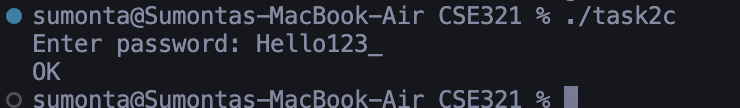 sumonta@Sumontas-MacBook-Air CSE321 % ./task2c
Enter password: Hello123_
OK
sumonta@Sumontas-MacBook-Air CSE321 %